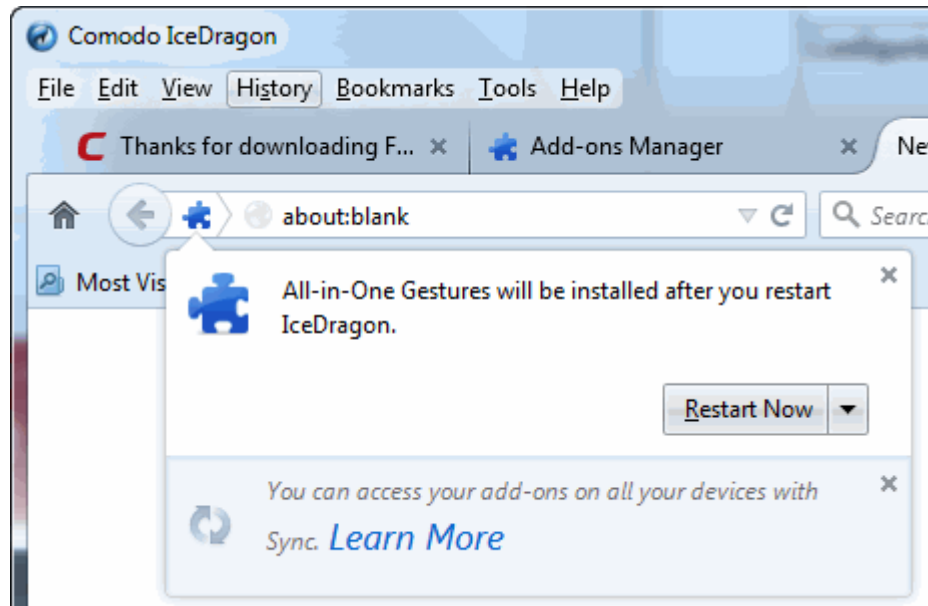 Comodo IceDragon
File Edit View History Bookmarks Tools Help
Thanks for downloading F... Add-ons Manager
about:blank
Most Vis
All-in-One Gestures will be installed after you restart
IceDragon.
Restart Now
You can access your add-ons on all your devices with
Sync. Learn More